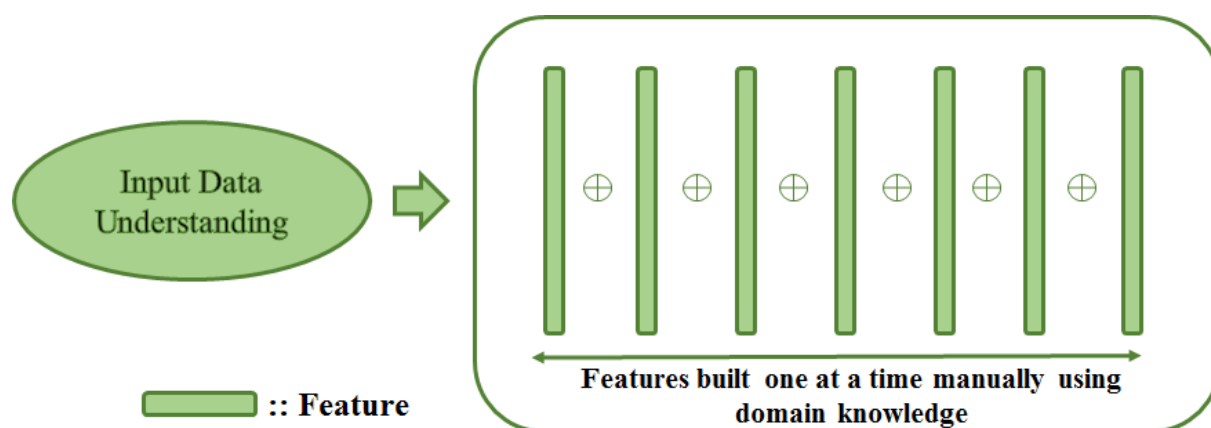 Input Data
Understanding
Features built one at a time manually using
domain knowledge
:: Feature